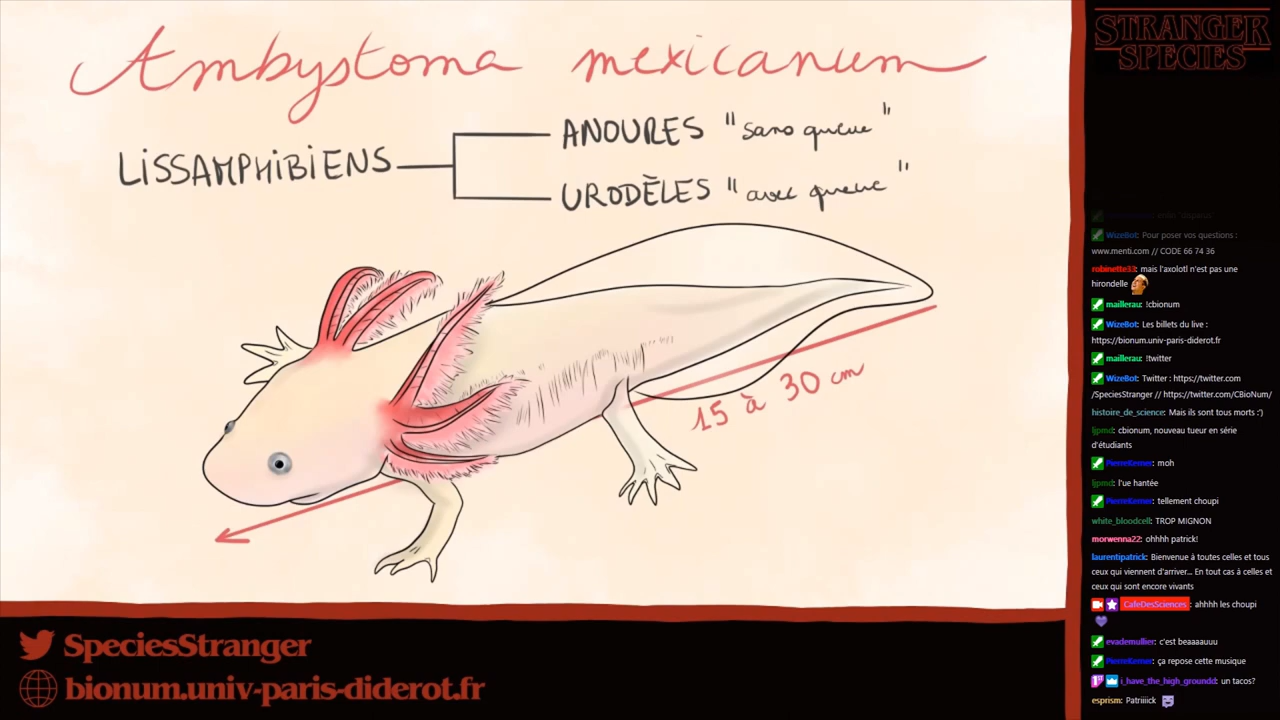 Ambystoma mexicanum
LISSAMPHIBIENS
ANOURES "sans queue"
URODÈLES "avec queue"
15 à 30 cm
SpeciesStranger
bionum.univ-paris-diderot.fr
STRANGER
SPECIES
WizeBot: Pour poser vos questions :
www.menti.com // CODE 66 74 36
robinette33: mais l'axolotl n'est pas une
hirondelle
maillerau: !cbionum
WizeBot: Les billets du live :
https://bionum.univ-paris-diderot.fr
maillerau: !twitter
WizeBot: Twitter : https://twitter.com
/SpeciesStranger // https://twitter.com/CBioNum/
histoire_de_science: Mais ils sont tous morts :')
ljpmd: cbionum, nouveau tueur en série
d'étudiants
PierreKerner: moh
ljpmd: l'ue hantée
PierreKerner: tellement choupi
white_bloodcell: TROP MIGNON
morwenna22: ohhhh patrick!
laurentipatrick: Bienvenue à toutes celles et tous
ceux qui viennent d'arriver... En tout cas à celles et
ceux qui sont encore vivants
CafeDesSciences : ahhhh les choupi
evademullier: c'est beaaaauuu
PierreKerner: ça repose cette musique
i_have_the_high_groundd: un tacos?
esprism: Patriiiick